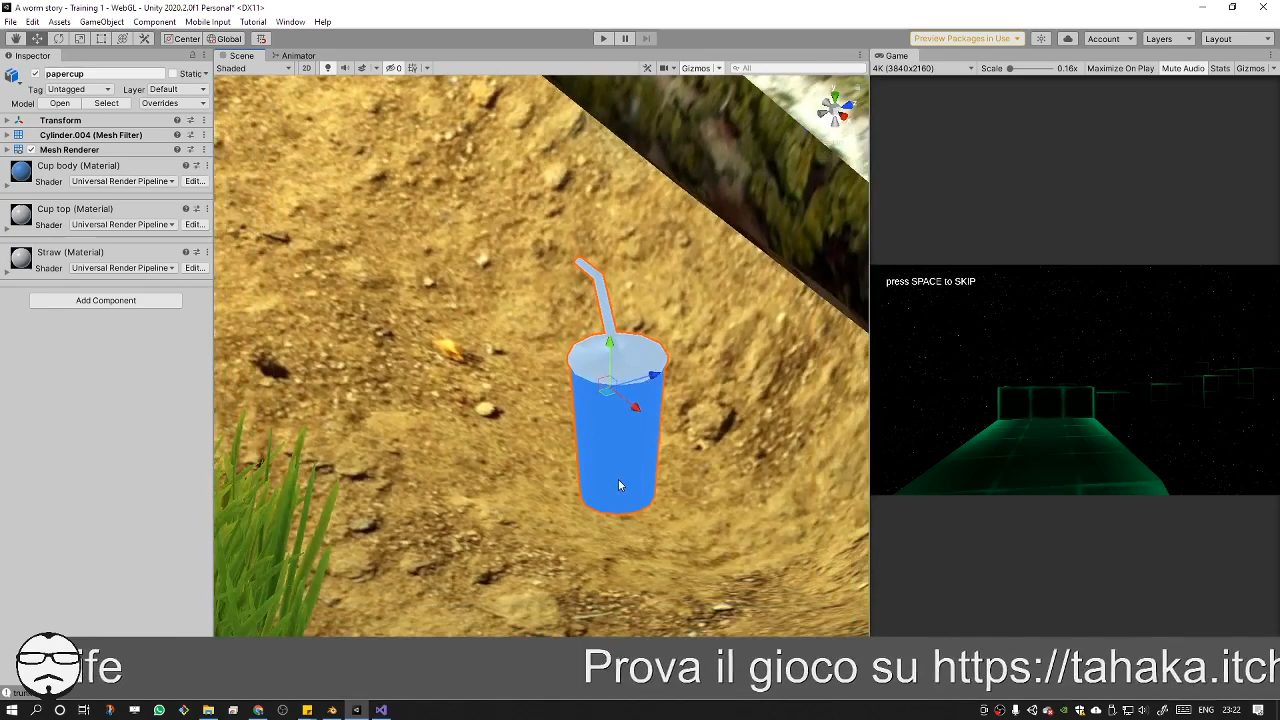 A worm story - Training 1 - WebGL - Unity 2020.2.0f1 Personal* <DX11>
File Edit Assets GameObject Component Mobile Input Tutorial Window Help
Center Global Preview Packages in Use Account Layers Layout
Inspector
papercup Static
Tag Untagged Layer Default
Model Open Select Overrides
Transform
Cylinder.004 (Mesh Filter)
Mesh Renderer
Cup body (Material)
Shader Universal Render Pipeline Edit...
Cup top (Material)
Shader Universal Render Pipeline Edit...
Straw (Material)
Shader Universal Render Pipeline Edit...
Add Component
Scene Animator
Shaded 2D 0 Gizmos All
Game
4K (3840x2160) Scale 0.16x Maximize On Play Mute Audio Stats Gizmos
press SPACE to SKIP
ife Prova il gioco su https://tahaka.itch
ENG 23:22